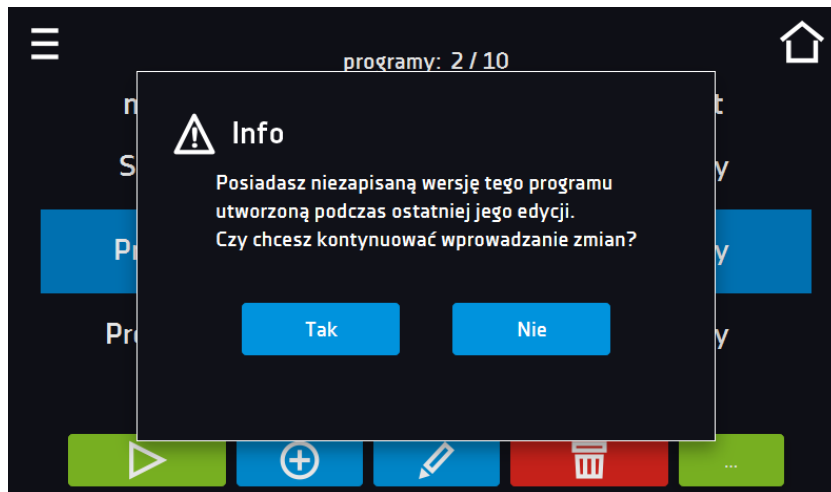 programy: 2 / 10
Info
Posiadasz niezapisaną wersję tego programu
utworzoną podczas ostatniej jego edycji.
Czy chcesz kontynuować wprowadzanie zmian?
Tak
Nie
...